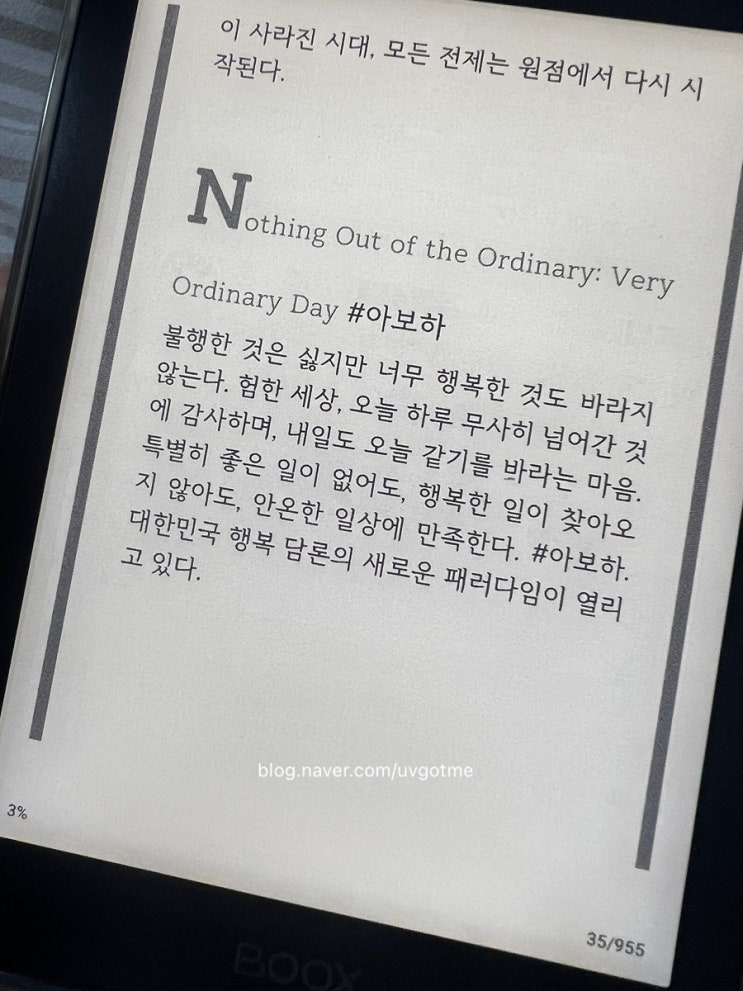 이 사라진 시대, 모든 전제는 원점에서 다시 시
작된다.
Nothing Out of the Ordinary: Very
Ordinary Day #아보하
불행한 것은 싫지만 너무 행복한 것도 바라지
않는다. 험한 세상, 오늘 하루 무사히 넘어간 것
에 감사하며, 내일도 오늘 같기를 바라는 마음.
특별히 좋은 일이 없어도, 행복한 일이 찾아오
지 않아도, 안온한 일상에 만족한다. #아보하.
대한민국 행복 담론의 새로운 패러다임이 열리
고 있다.
blog.naver.com/uvgotme
3%
35/955
BOOX